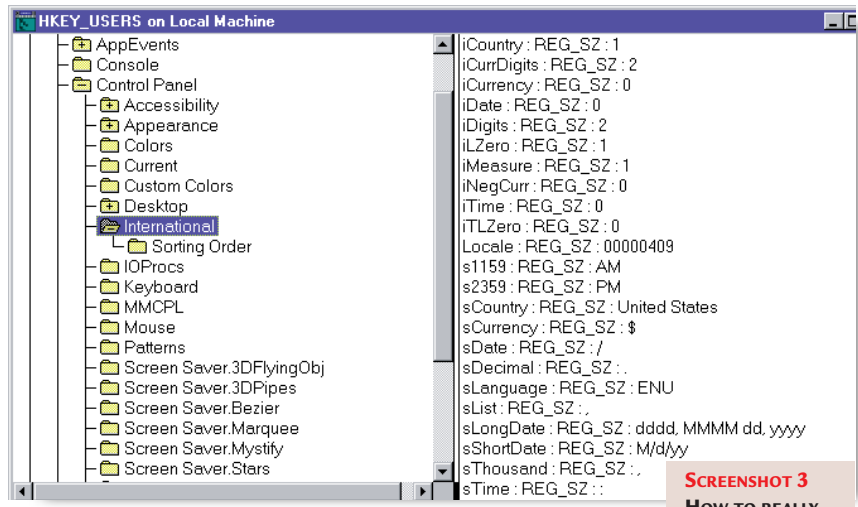 HKEY_USERS on Local Machine
AppEvents
Console
Control Panel
Accessibility
Appearance
Colors
Current
Custom Colors
Desktop
International
Sorting Order
IOProcs
Keyboard
MMCPL
Mouse
Patterns
Screen Saver.3DFlyingObj
Screen Saver.3DPipes
Screen Saver.Bezier
Screen Saver.Marquee
Screen Saver.Mystify
Screen Saver.Stars
iCountry : REG_SZ : 1
iCurrDigits : REG_SZ : 2
iCurrency : REG_SZ : 0
iDate : REG_SZ : 0
iDigits : REG_SZ : 2
iLZero : REG_SZ : 1
iMeasure : REG_SZ : 1
iNegCurr : REG_SZ : 0
iTime : REG_SZ : 0
iTLZero : REG_SZ : 0
Locale : REG_SZ : 00000409
s1159 : REG_SZ : AM
s2359 : REG_SZ : PM
sCountry : REG_SZ : United States
sCurrency : REG_SZ : $
sDate : REG_SZ : /
sDecimal : REG_SZ : .
sLanguage : REG_SZ : ENU
sList : REG_SZ : ,
sLongDate : REG_SZ : dddd, MMMM dd, yyyy
sShortDate : REG_SZ : M/d/yy
sThousand : REG_SZ : ,
sTime : REG_SZ : :
SCREENSHOT 3
HOW TO REALLY